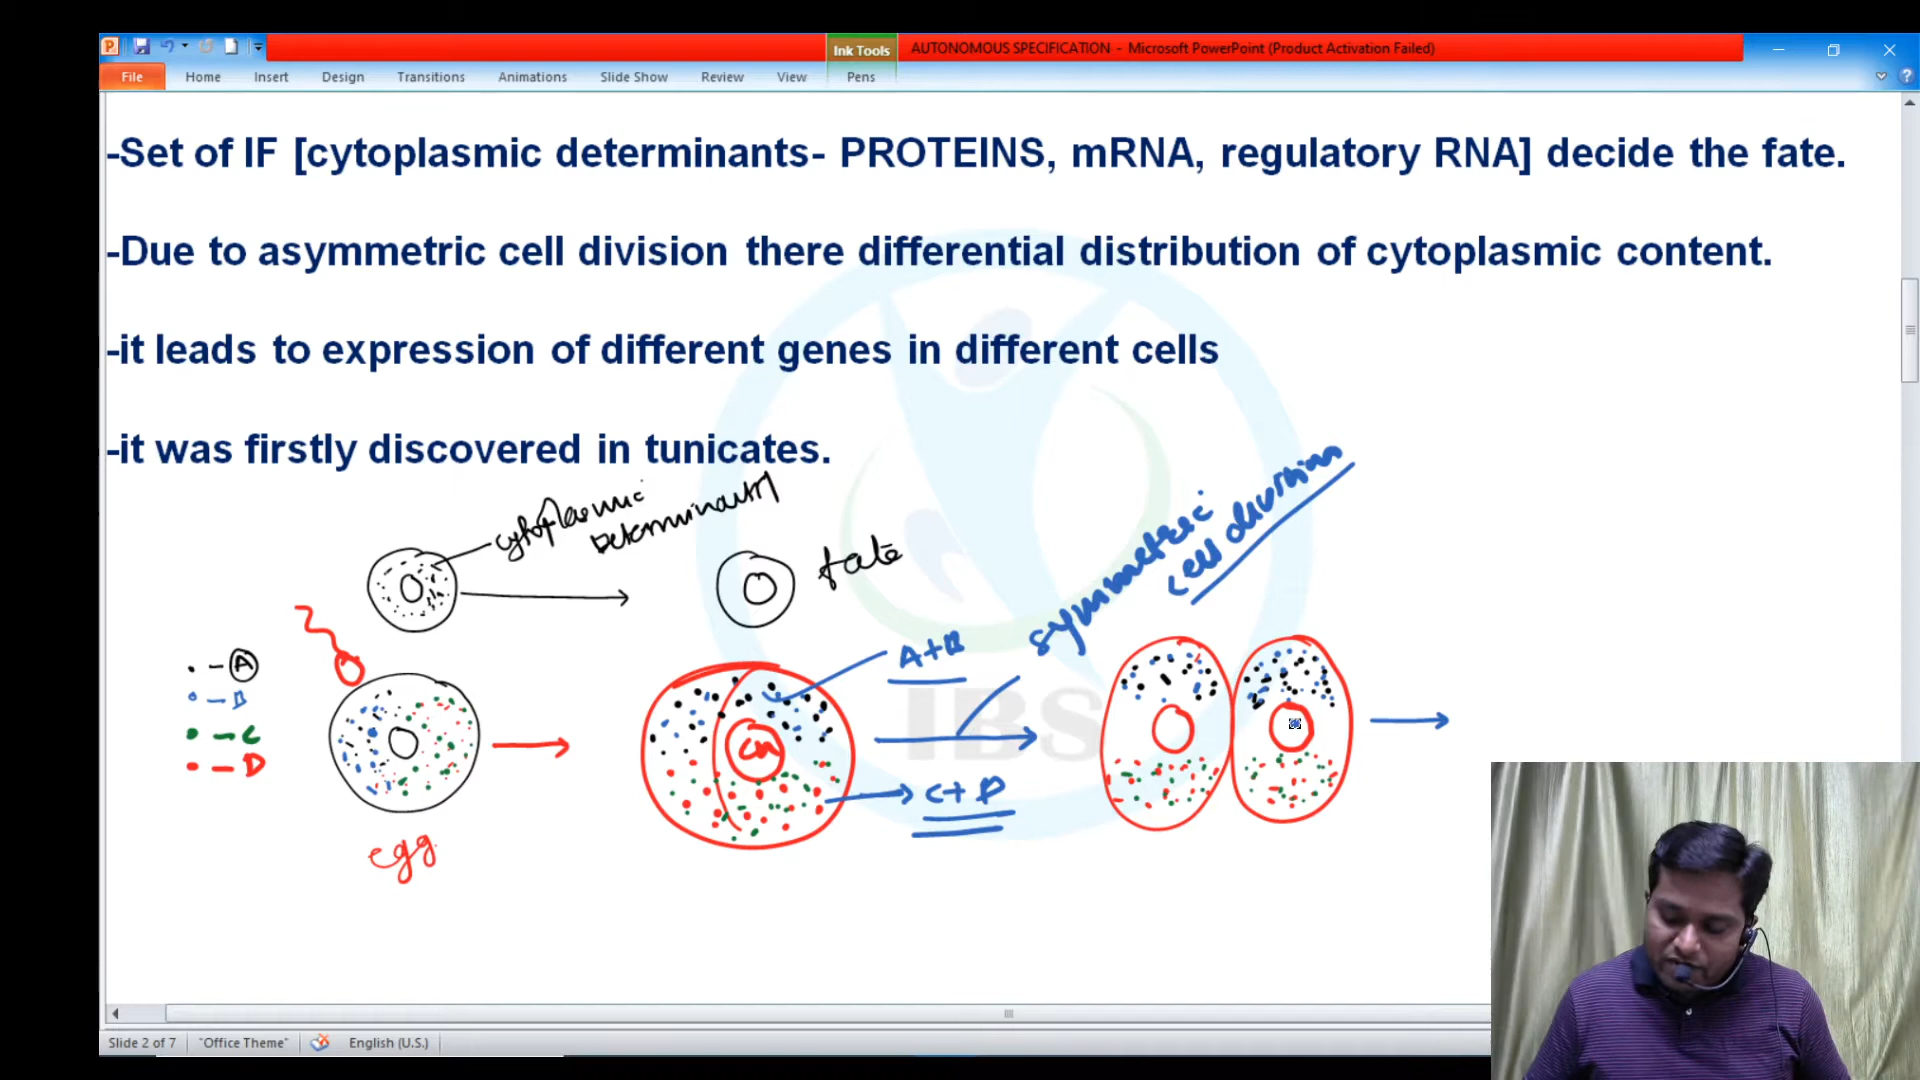 Ink Tools
AUTONOMOUS SPECIFICATION - Microsoft PowerPoint (Product Activation Failed)
File Home Insert Design Transitions Animations Slide Show Review View Pens
-Set of IF [cytoplasmic determinants- PROTEINS, mRNA, regulatory RNA] decide the fate.
-Due to asymmetric cell division there differential distribution of cytoplasmic content.
-it leads to expression of different genes in different cells
-it was firstly discovered in tunicates.
cytoplasmic
Determinants
fate
symmetric
cell division
- A
- B
- C
- D
A+B
C+D
egg
IBS
Slide 2 of 7
"Office Theme"
English (U.S.)